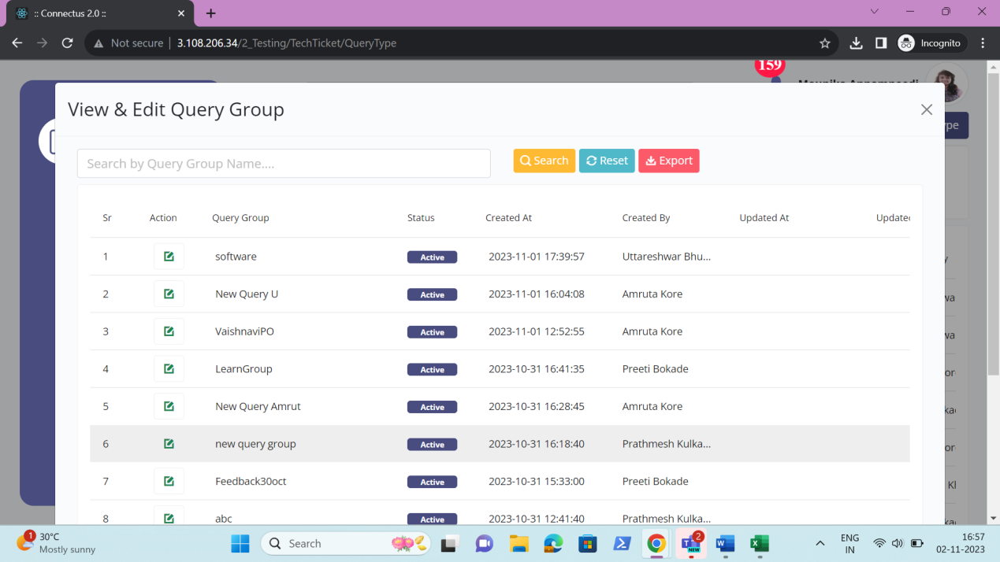 :: Connectus 2.0 ::
Not secure
3.108.206.34/2_Testing/TechTicket/QueryType
Incognito
159
View & Edit Query Group
ype
Search by Query Group Name....
Search
Reset
Export
Sr Action Query Group Status Created At Created By Updated At Update
1 software Active 2023-11-01 17:39:57 Uttareshwar Bhu...
2 New Query U Active 2023-11-01 16:04:08 Amruta Kore
3 VaishnaviPO Active 2023-11-01 12:52:55 Amruta Kore
4 LearnGroup Active 2023-10-31 16:41:35 Preeti Bokade
5 New Query Amrut Active 2023-10-31 16:28:45 Amruta Kore
6 new query group Active 2023-10-31 16:18:40 Prathmesh Kulka...
7 Feedback30oct Active 2023-10-31 15:33:00 Preeti Bokade
8 abc Active 2023-10-31 12:41:40 Prathmesh Kulka...
1
30°C
Mostly sunny
Search
NEW
2
ENG
IN
16:57
02-11-2023